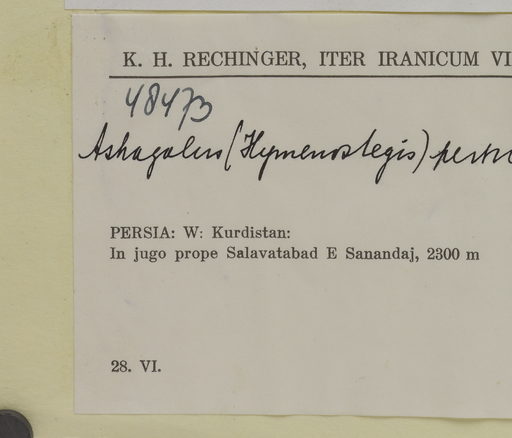 K. H. RECHINGER, ITER IRANICUM VI
48473
Astragalus (Hymenostegis)
PERSIA: W: Kurdistan:
In jugo prope Salavatabad E Sanandaj, 2300 m
28. VI.